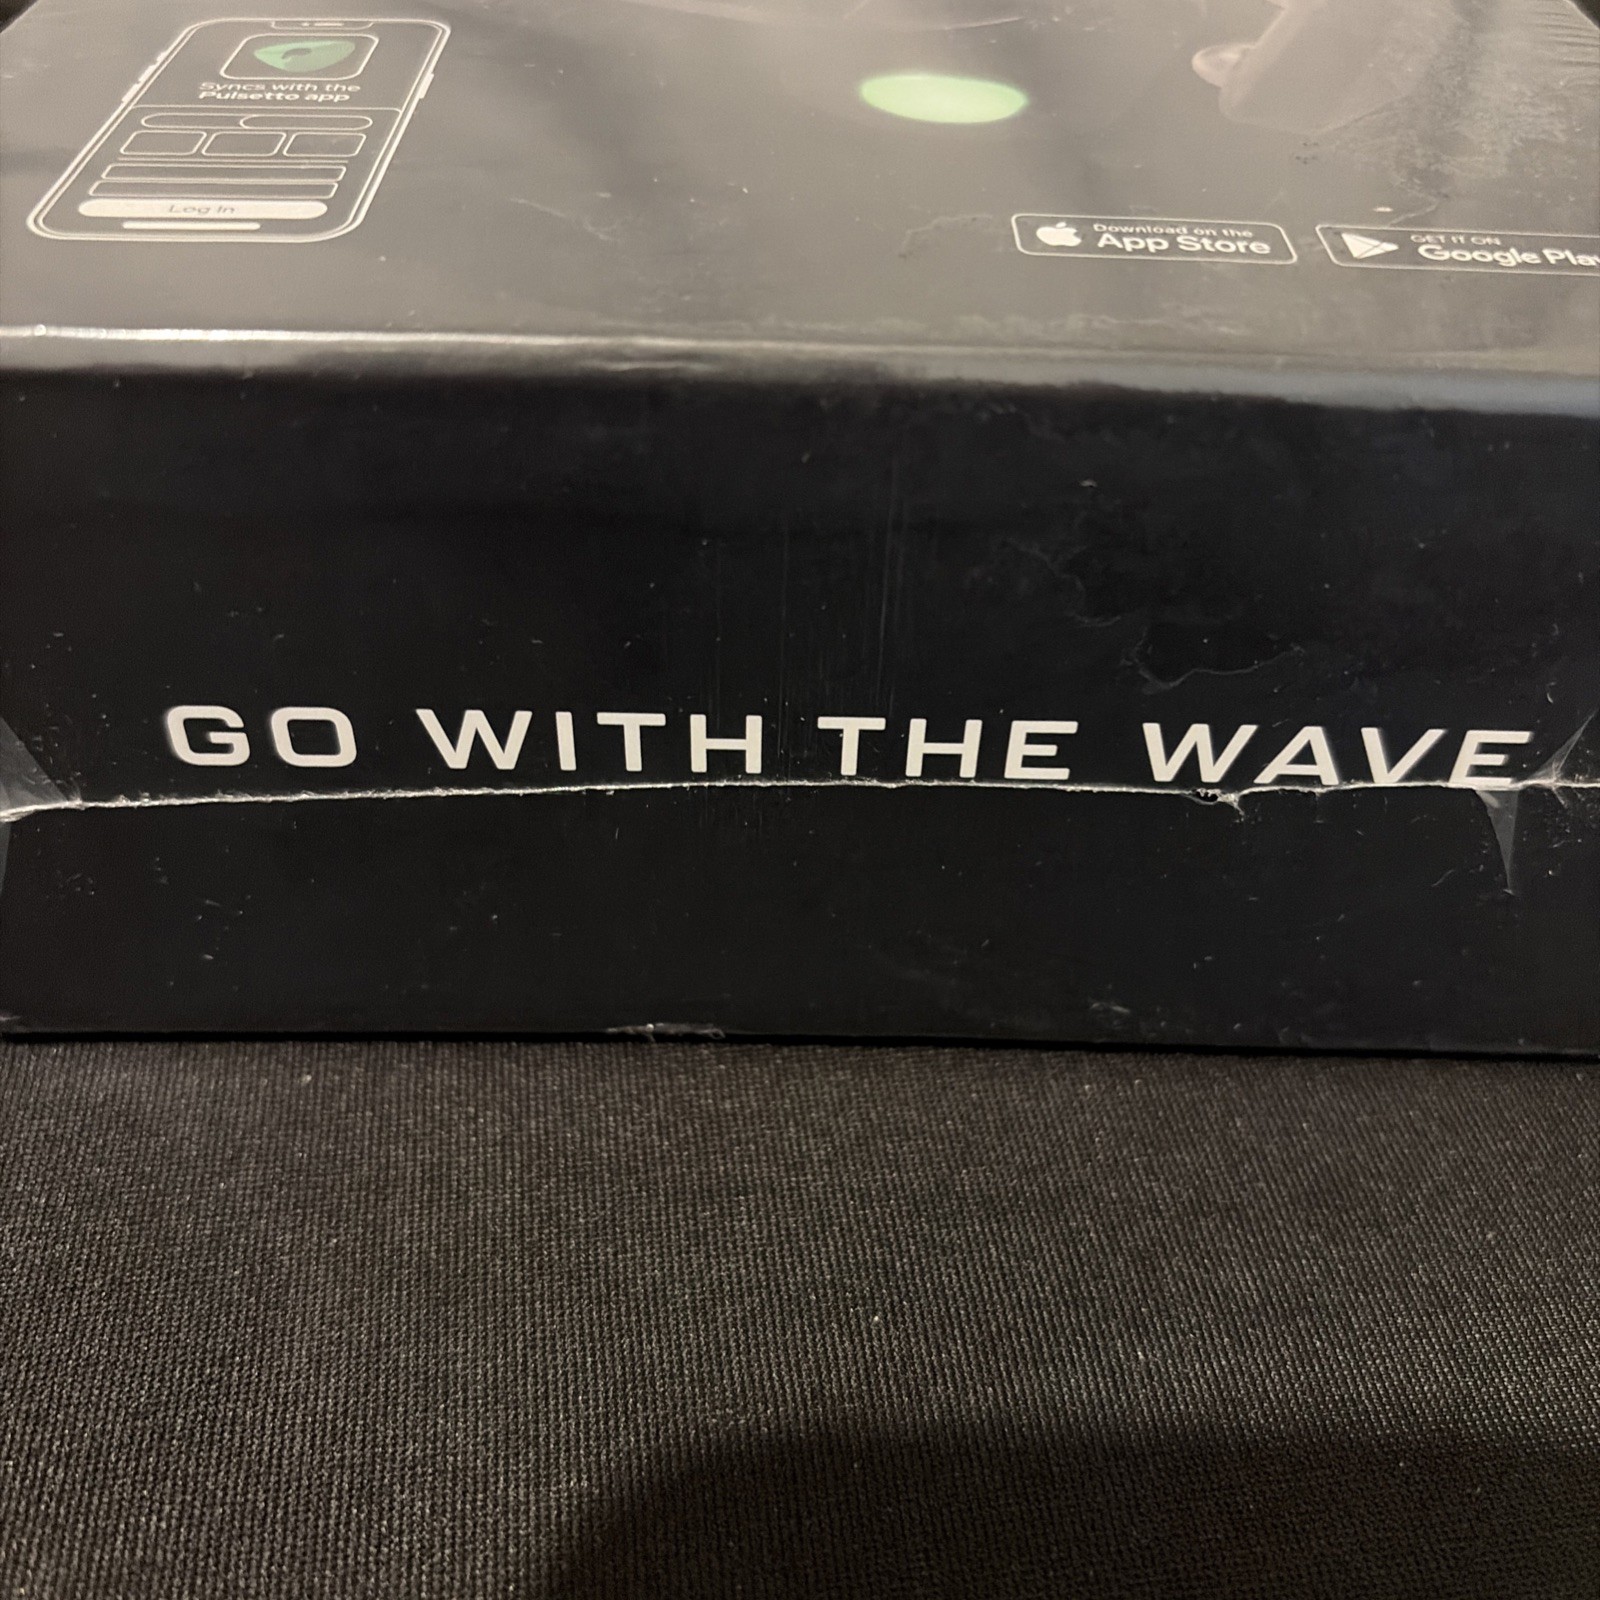 Syncs with the
Pulsetto app
Log In
Download on the
App Store
GET IT ON
Google Play
GO WITH THE WAVE